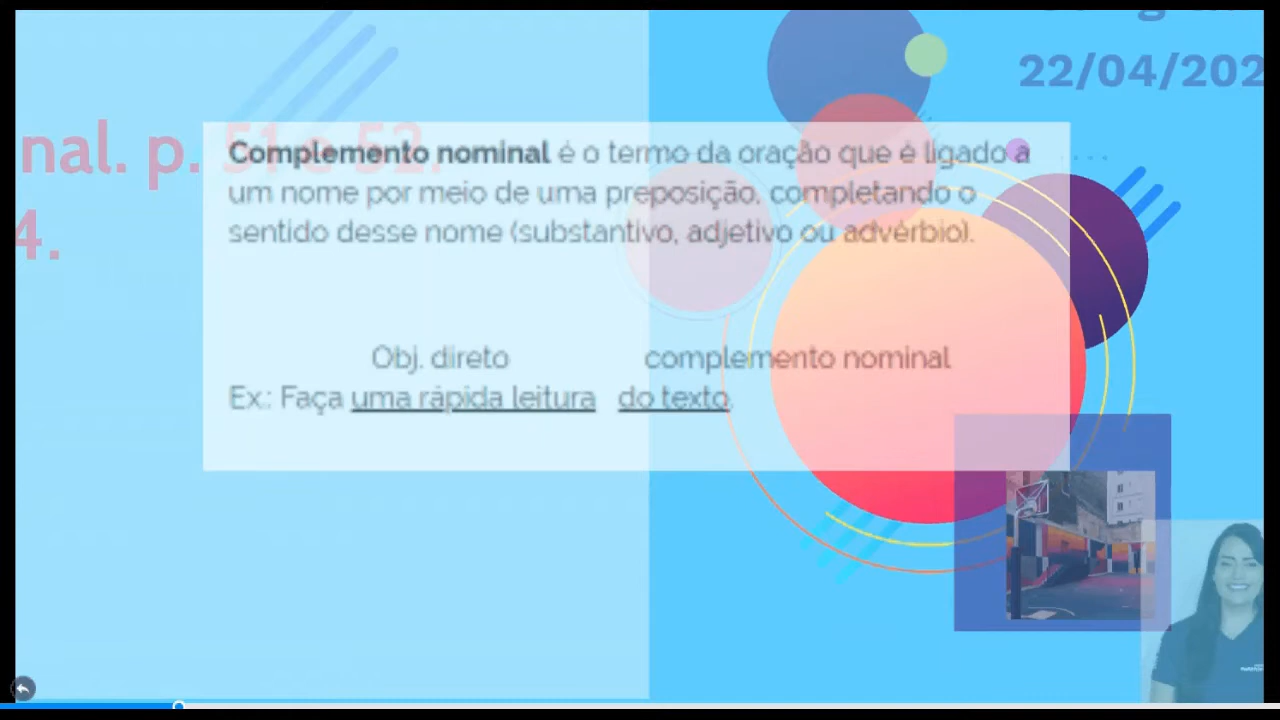 22/04/202
nal. p. 51 e 52.
4.
Complemento nominal é o termo da oração que é ligado a
um nome por meio de uma preposição, completando o
sentido desse nome (substantivo, adjetivo ou advérbio).
Obj. direto complemento nominal
Ex.: Faça uma rápida leitura do texto.